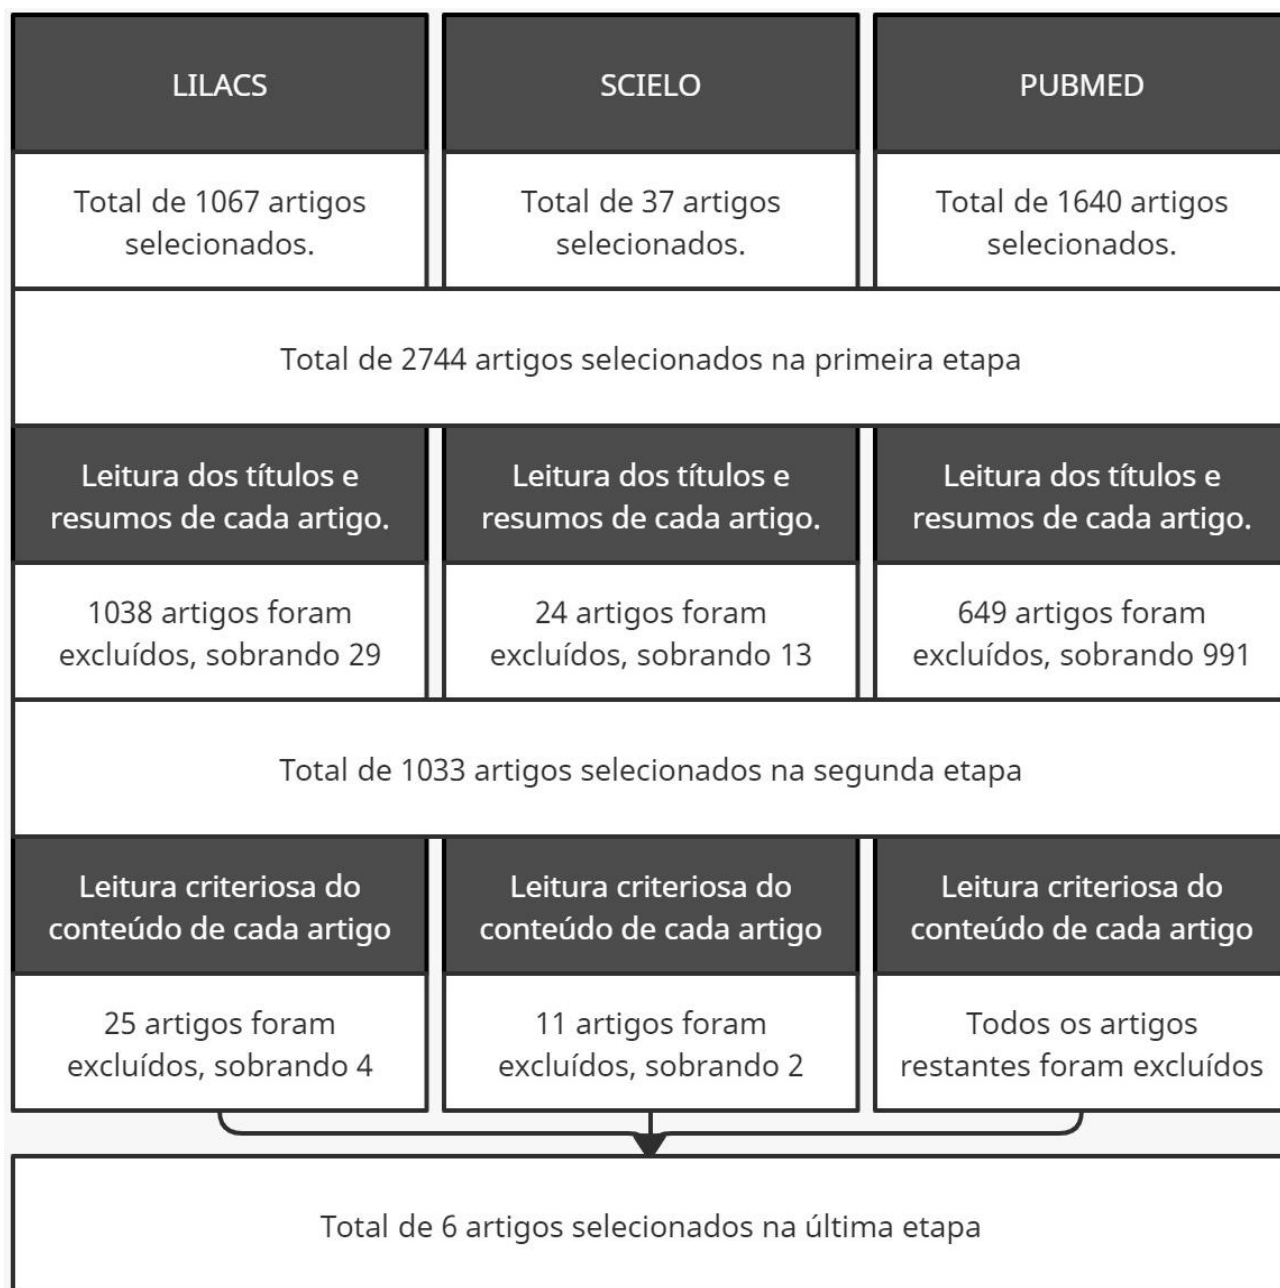 LILACS
SCIELO
PUBMED
Total de 1067 artigos
selecionados.
Total de 37 artigos
selecionados.
Total de 1640 artigos
selecionados.
Total de 2744 artigos selecionados na primeira etapa
Leitura dos títulos e
resumos de cada artigo.
Leitura dos títulos e
resumos de cada artigo.
Leitura dos títulos e
resumos de cada artigo.
1038 artigos foram
excluídos, sobrando 29
24 artigos foram
excluídos, sobrando 13
649 artigos foram
excluídos, sobrando 991
Total de 1033 artigos selecionados na segunda etapa
Leitura criteriosa do
conteúdo de cada artigo
Leitura criteriosa do
conteúdo de cada artigo
Leitura criteriosa do
conteúdo de cada artigo
25 artigos foram
excluídos, sobrando 4
11 artigos foram
excluídos, sobrando 2
Todos os artigos
restantes foram excluídos
Total de 6 artigos selecionados na última etapa